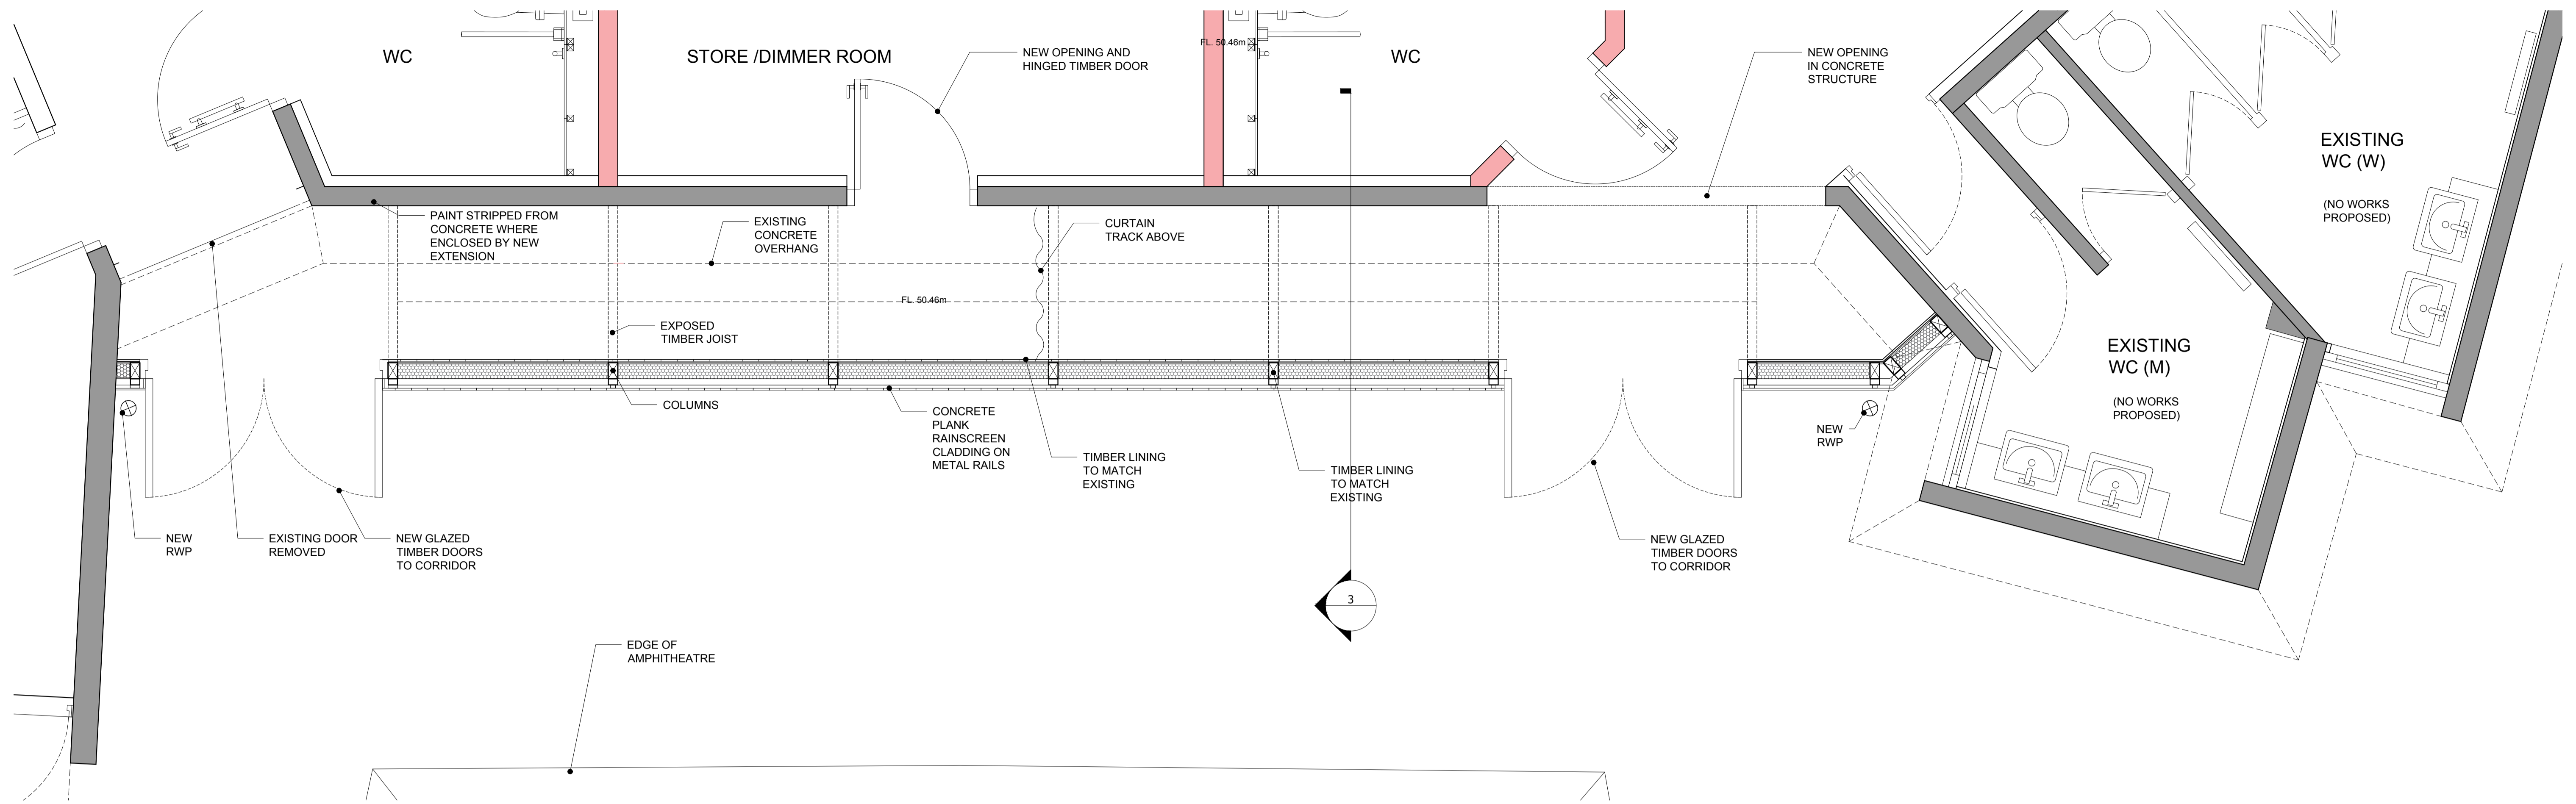 WC
STORE /DIMMER ROOM
NEW OPENING AND
HINGED TIMBER DOOR
FL. 50.46m
WC
NEW OPENING
IN CONCRETE
STRUCTURE
EXISTING
WC (W)
(NO WORKS
PROPOSED)
PAINT STRIPPED FROM
CONCRETE WHERE
ENCLOSED BY NEW
EXTENSION
EXISTING
CONCRETE
OVERHANG
CURTAIN
TRACK ABOVE
FL. 50.46m
EXPOSED
TIMBER JOIST
EXISTING
WC (M)
(NO WORKS
PROPOSED)
COLUMNS
CONCRETE
PLANK
RAINSCREEN
CLADDING ON
METAL RAILS
TIMBER LINING
TO MATCH
EXISTING
TIMBER LINING
TO MATCH
EXISTING
NEW
RWP
NEW
RWP
EXISTING DOOR
REMOVED
NEW GLAZED
TIMBER DOORS
TO CORRIDOR
NEW GLAZED
TIMBER DOORS
TO CORRIDOR
3
EDGE OF
AMPHITHEATRE